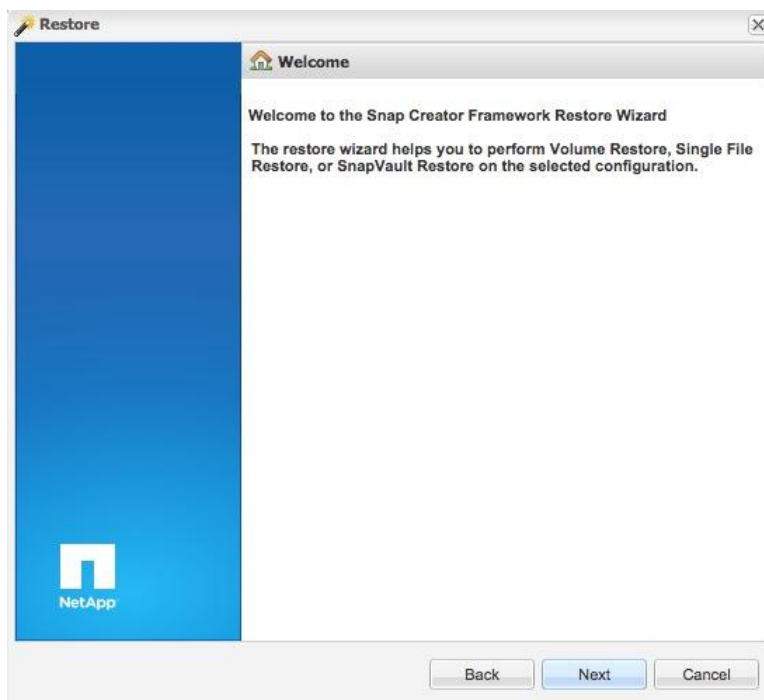 Restore
Welcome
Welcome to the Snap Creator Framework Restore Wizard
The restore wizard helps you to perform Volume Restore, Single File
Restore, or SnapVault Restore on the selected configuration.
NetApp
Back
Next
Cancel